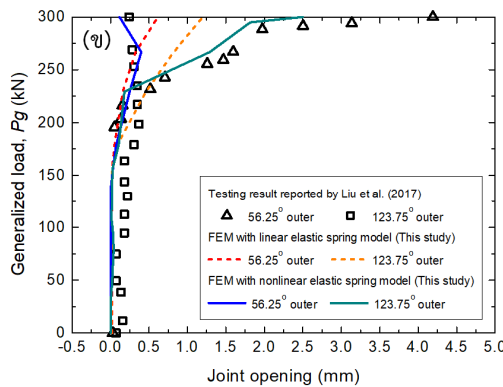 (ข)
300
250
200
150
100
50
0
Generalized load, Pg (kN)
Testing result reported by Liu et al. (2017)
56.25° outer 123.75° outer
FEM with linear elastic spring model (This study)
56.25° outer 123.75° outer
FEM with nonlinear elastic spring model (This study)
56.25° outer 123.75° outer
-0.5 0.0 0.5 1.0 1.5 2.0 2.5 3.0 3.5 4.0 4.5 5.0
Joint opening (mm)